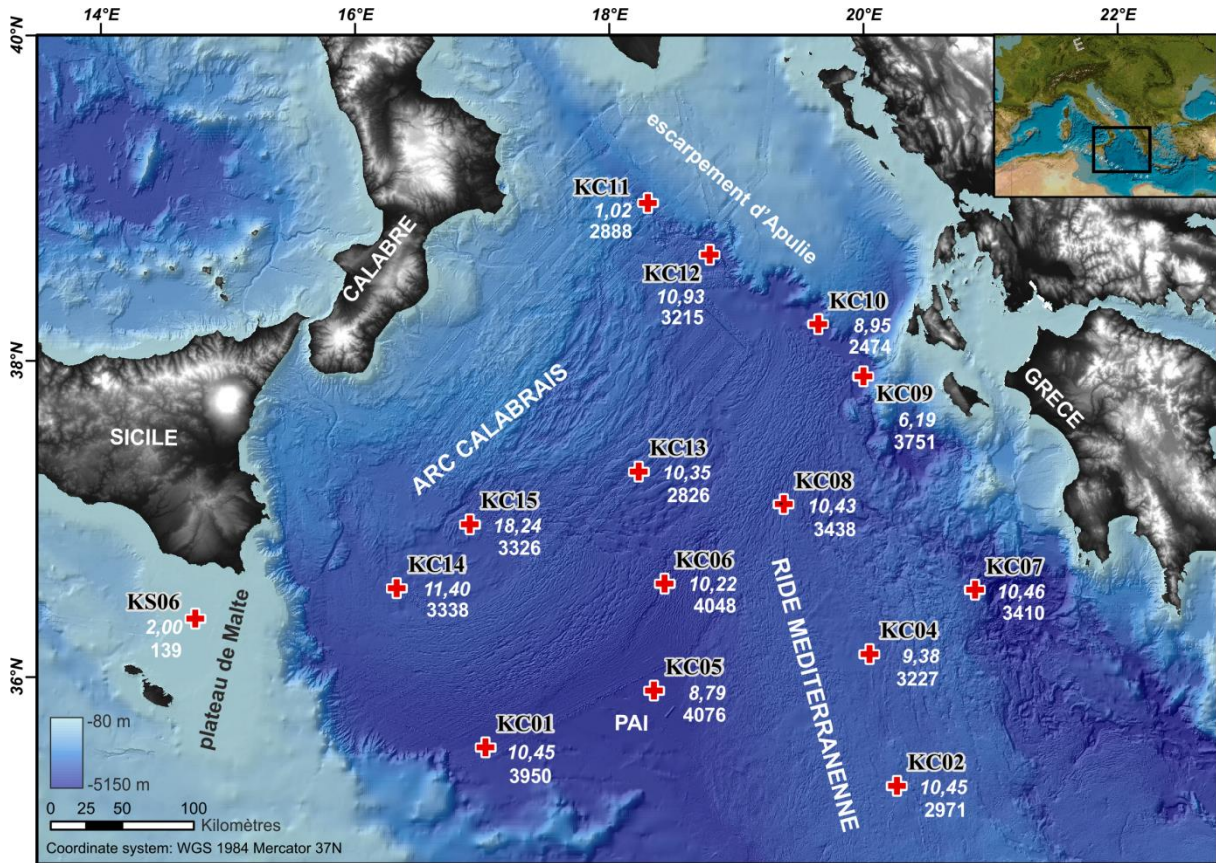 14°E
16°E
18°E
20°E
22°E
40°N
38°N
36°N
E
escarpement d'Apulie
KC11
1,02
2888
CALABRE
KC12
10,93
3215
KC10
8,95
2474
KC09
6,19
3751
GRECE
SICILE
ARC CALABRAIS
KC13
10,35
2826
KC15
18,24
3326
KC08
10,43
3438
KC14
11,40
3338
KC06
10,22
4048
KC07
10,46
3410
KS06
2,00
139
plateau de Malte
RIDE MEDITERRANENNE
KC04
9,38
3227
KC05
8,79
4076
PAI
KC01
10,45
3950
KC02
10,45
2971
-80 m
-5150 m
0 25 50 100
Kilomètres
Coordinate system: WGS 1984 Mercator 37N